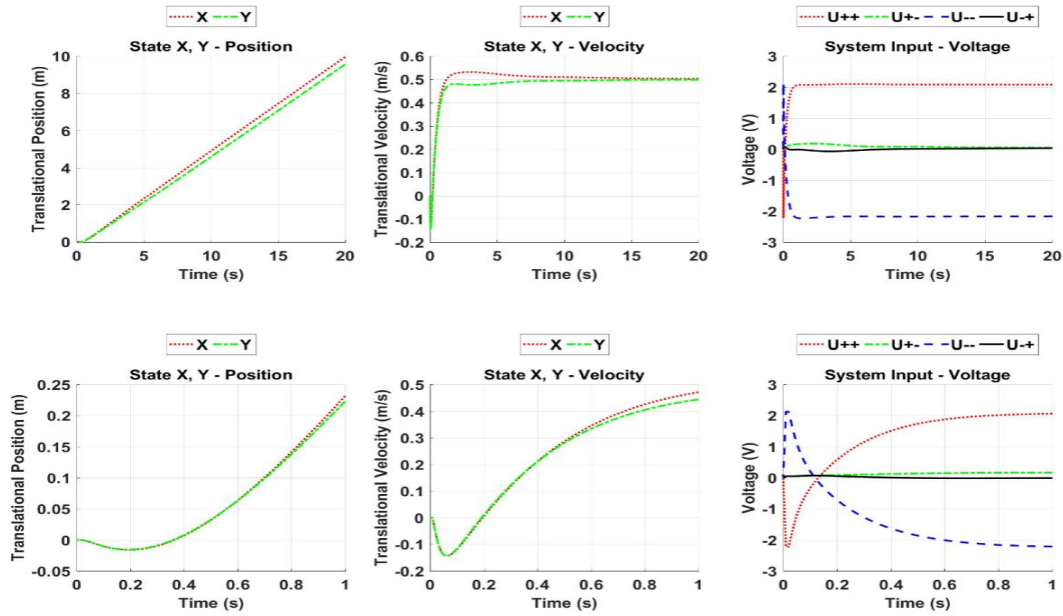 X Y
State X, Y - Position
Translational Position (m)
10
8
6
4
2
0
0 5 10 15 20
Time (s)
X Y
State X, Y - Velocity
Translational Velocity (m/s)
0.6
0.5
0.4
0.3
0.2
0.1
0
-0.1
-0.2
0 5 10 15 20
Time (s)
U++ U+- U-- U-+
System Input - Voltage
Voltage (V)
3
2
1
0
-1
-2
-3
0 5 10 15 20
Time (s)
X Y
State X, Y - Position
Translational Position (m)
0.25
0.2
0.15
0.1
0.05
0
-0.05
0 0.2 0.4 0.6 0.8 1
Time (s)
X Y
State X, Y - Velocity
Translational Velocity (m/s)
0.5
0.4
0.3
0.2
0.1
0
-0.1
-0.2
0 0.2 0.4 0.6 0.8 1
Time (s)
U++ U+- U-- U-+
System Input - Voltage
Voltage (V)
3
2
1
0
-1
-2
-3
0 0.2 0.4 0.6 0.8 1
Time (s)